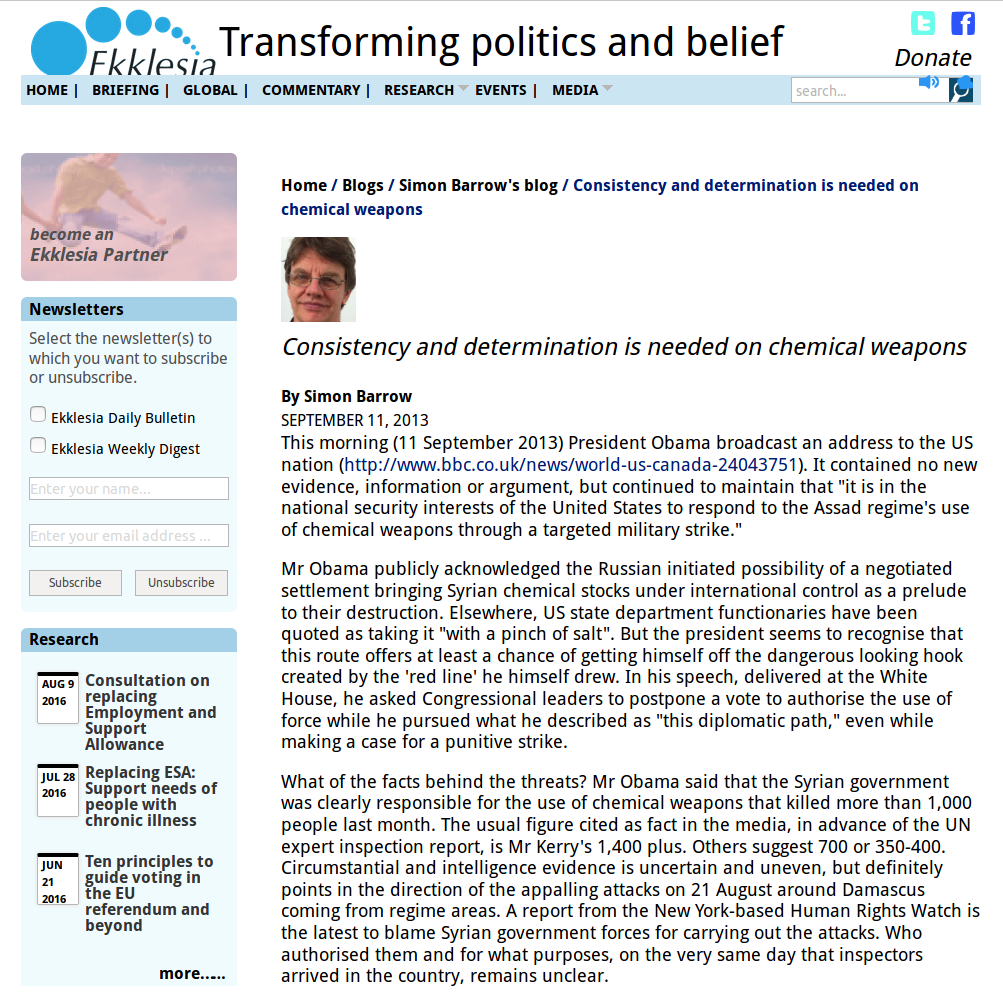 Ekklesia
Transforming politics and belief
Donate
HOME | BRIEFING | GLOBAL | COMMENTARY | RESEARCH EVENTS | MEDIA
search...
become an
Ekklesia Partner
Newsletters
Select the newsletter(s) to
which you want to subscribe
or unsubscribe.
Ekklesia Daily Bulletin
Ekklesia Weekly Digest
Enter your name...
Enter your email address ...
Subscribe
Unsubscribe
Research
AUG 9
2016
Consultation on
replacing
Employment and
Support
Allowance
JUL 28
2016
Replacing ESA:
Support needs of
people with
chronic illness
JUN
21
2016
Ten principles to
guide voting in
the EU
referendum and
beyond
more......
Home / Blogs / Simon Barrow's blog / Consistency and determination is needed on
chemical weapons
Consistency and determination is needed on chemical weapons
By Simon Barrow
SEPTEMBER 11, 2013
This morning (11 September 2013) President Obama broadcast an address to the US
nation (http://www.bbc.co.uk/news/world-us-canada-24043751). It contained no new
evidence, information or argument, but continued to maintain that "it is in the
national security interests of the United States to respond to the Assad regime's use
of chemical weapons through a targeted military strike."
Mr Obama publicly acknowledged the Russian initiated possibility of a negotiated
settlement bringing Syrian chemical stocks under international control as a prelude
to their destruction. Elsewhere, US state department functionaries have been
quoted as taking it "with a pinch of salt". But the president seems to recognise that
this route offers at least a chance of getting himself off the dangerous looking hook
created by the 'red line' he himself drew. In his speech, delivered at the White
House, he asked Congressional leaders to postpone a vote to authorise the use of
force while he pursued what he described as "this diplomatic path," even while
making a case for a punitive strike.
What of the facts behind the threats? Mr Obama said that the Syrian government
was clearly responsible for the use of chemical weapons that killed more than 1,000
people last month. The usual figure cited as fact in the media, in advance of the UN
expert inspection report, is Mr Kerry's 1,400 plus. Others suggest 700 or 350-400.
Circumstantial and intelligence evidence is uncertain and uneven, but definitely
points in the direction of the appalling attacks on 21 August around Damascus
coming from regime areas. A report from the New York-based Human Rights Watch is
the latest to blame Syrian government forces for carrying out the attacks. Who
authorised them and for what purposes, on the very same day that inspectors
arrived in the country, remains unclear.